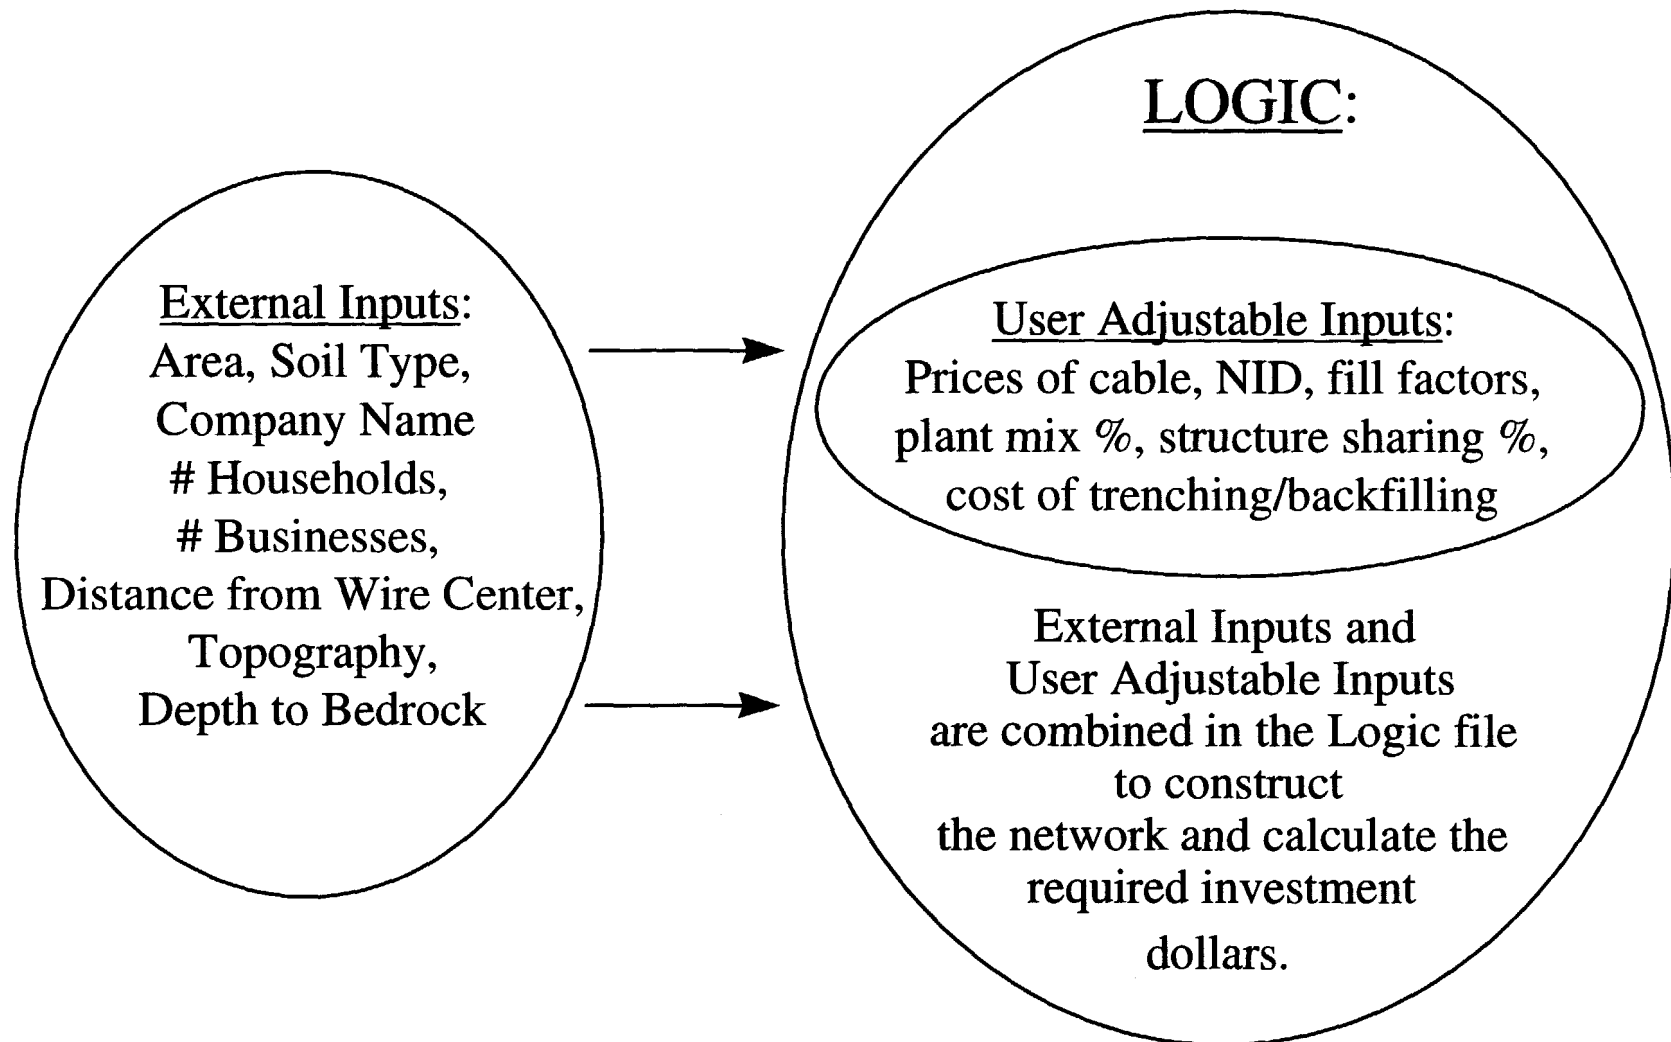 External Inputs:
Area, Soil Type,
Company Name
# Households,
# Businesses,
Distance from Wire Center,
Topography,
Depth to Bedrock
LOGIC:
User Adjustable Inputs:
Prices of cable, NID, fill factors,
plant mix %, structure sharing %,
cost of trenching/backfilling
External Inputs and
User Adjustable Inputs
are combined in the Logic file
to construct
the network and calculate the
required investment
dollars.